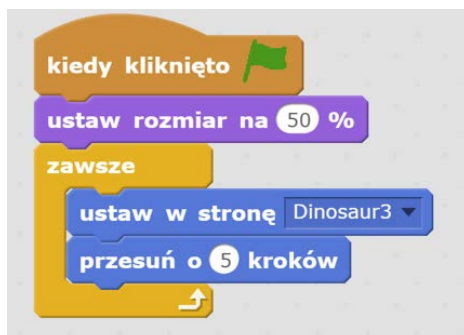 kiedy kliknięto
ustaw rozmiar na 50 %
zawsze
ustaw w stronę Dinosaur3
przesuń o 5 kroków